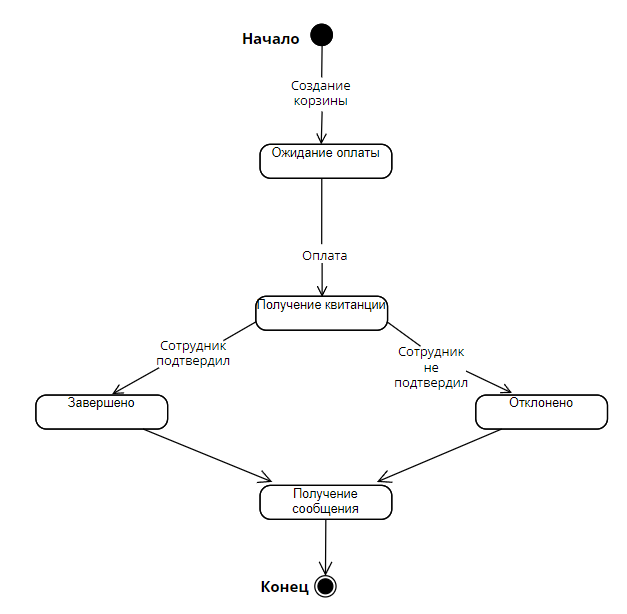 Начало
Создание
корзины
Ожидание оплаты
Оплата
Получение квитанции
Сотрудник
подтвердил
Сотрудник
не
подтвердил
Завершено
Отклонено
Получение
сообщения
Конец